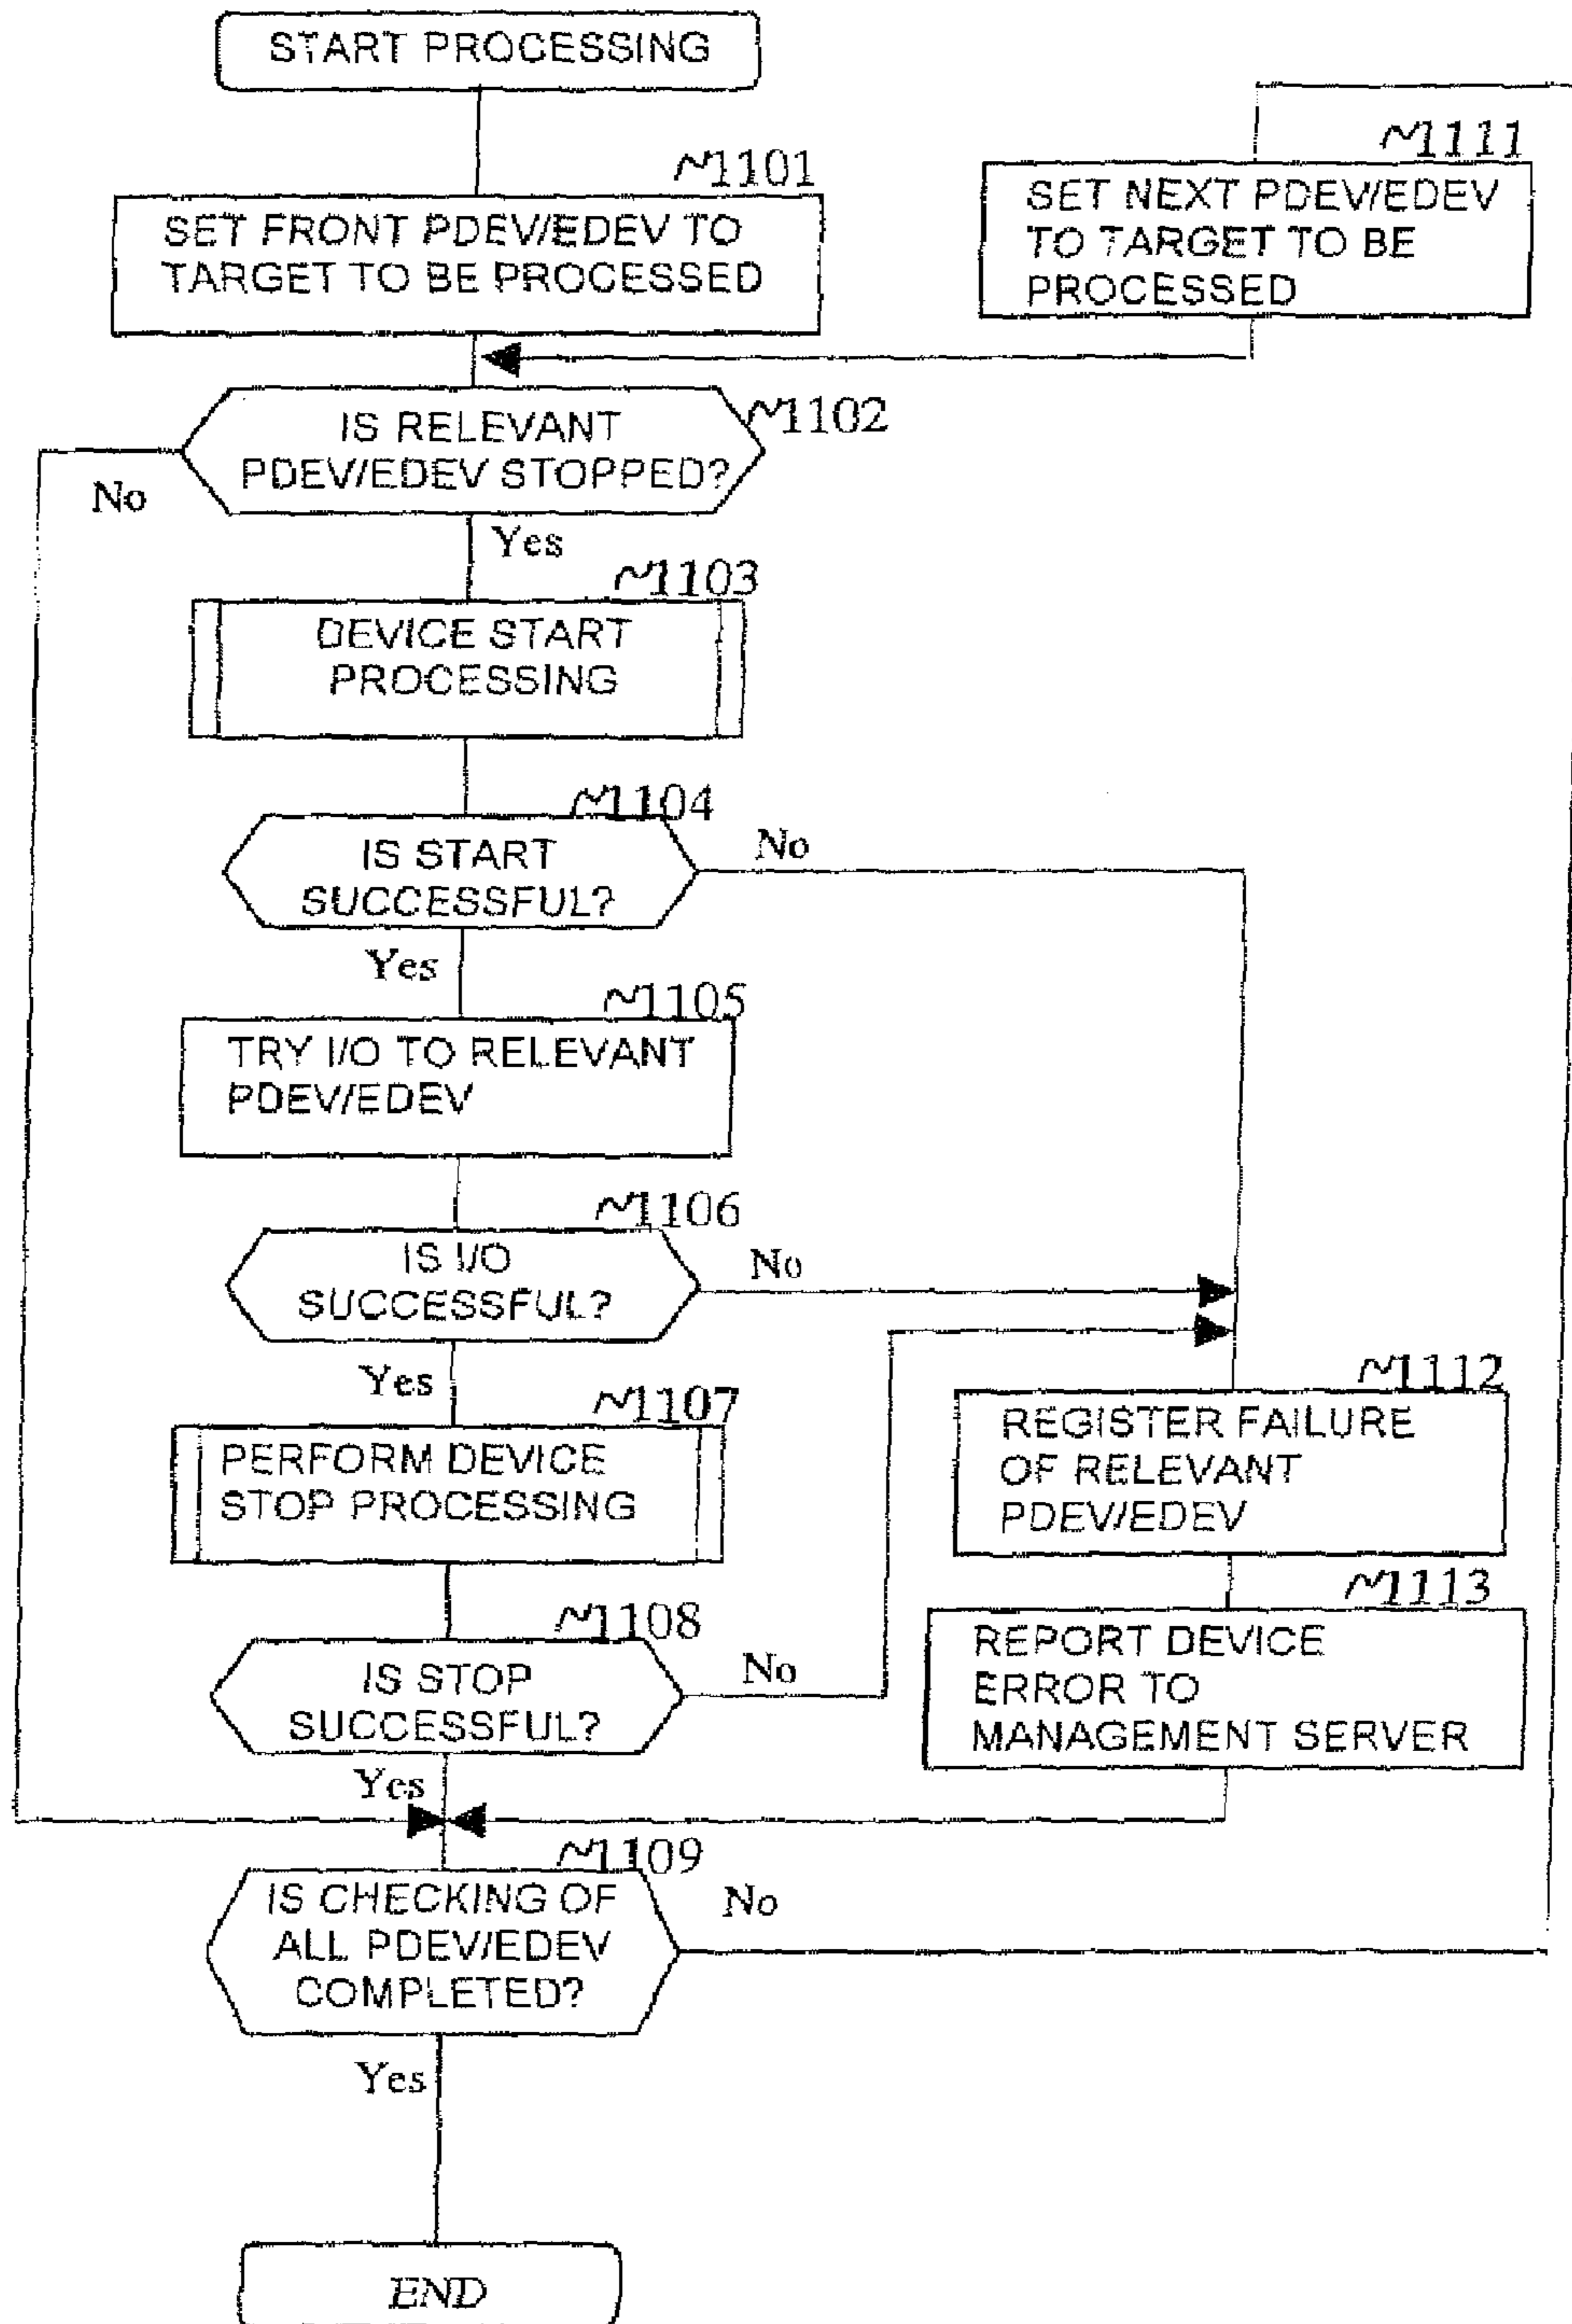 START PROCESSING
1101
SET FRONT PDEV/EDEV TO
TARGET TO BE PROCESSED
1111
SET NEXT PDEV/EDEV
TO TARGET TO BE
PROCESSED
1102
IS RELEVANT
PDEV/EDEV STOPPED?
No
Yes
1103
DEVICE START
PROCESSING
1104
IS START
SUCCESSFUL?
No
Yes
1105
TRY I/O TO RELEVANT
PDEV/EDEV
1106
IS I/O
SUCCESSFUL?
No
Yes
1107
PERFORM DEVICE
STOP PROCESSING
1112
REGISTER FAILURE
OF RELEVANT
PDEV/EDEV
1108
IS STOP
SUCCESSFUL?
No
Yes
1113
REPORT DEVICE
ERROR TO
MANAGEMENT SERVER
1109
IS CHECKING OF
ALL PDEV/EDEV
COMPLETED?
No
Yes
END